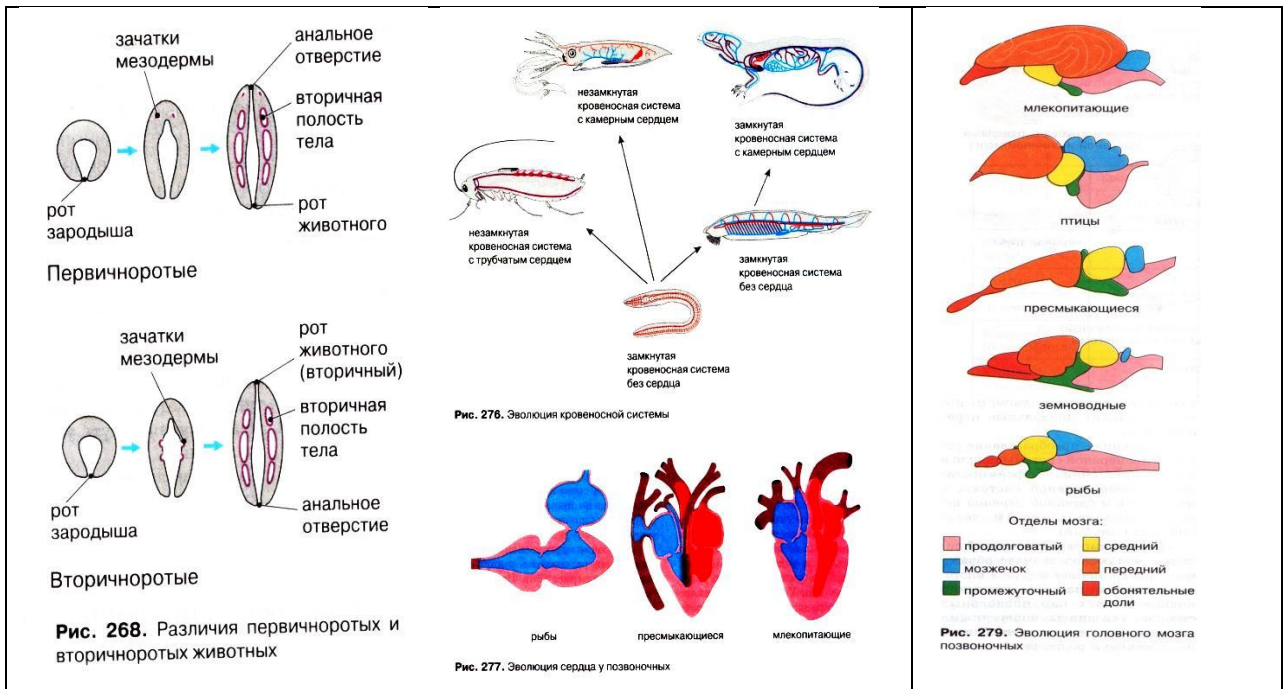 зачатки
мезодермы
анальное
отверстие
вторичная
полость
тела
рот
зародыша
рот
животного
Первичноротые
зачатки
мезодермы
рот
животного
(вторичный)
вторичная
полость
тела
рот
зародыша
анальное
отверстие
Вторичноротые
Рис. 268. Различия первичноротых и
вторичноротых животных
незамкнутая
кровеносная система
с камерным сердцем
замкнутая
кровеносная система
с камерным сердцем
незамкнутая
кровеносная система
с трубчатым сердцем
замкнутая
кровеносная система
без сердца
замкнутая
кровеносная система
без сердца
Рис. 276. Эволюция кровеносной системы
рыбы
пресмыкающиеся
млекопитающие
Рис. 277. Эволюция сердца у позвоночных
млекопитающие
птицы
пресмыкающиеся
земноводные
рыбы
Отделы мозга:
продолговатый
средний
мозжечок
передний
промежуточный
обонятельные
доли
Рис. 279. Эволюция головного мозга
позвоночных